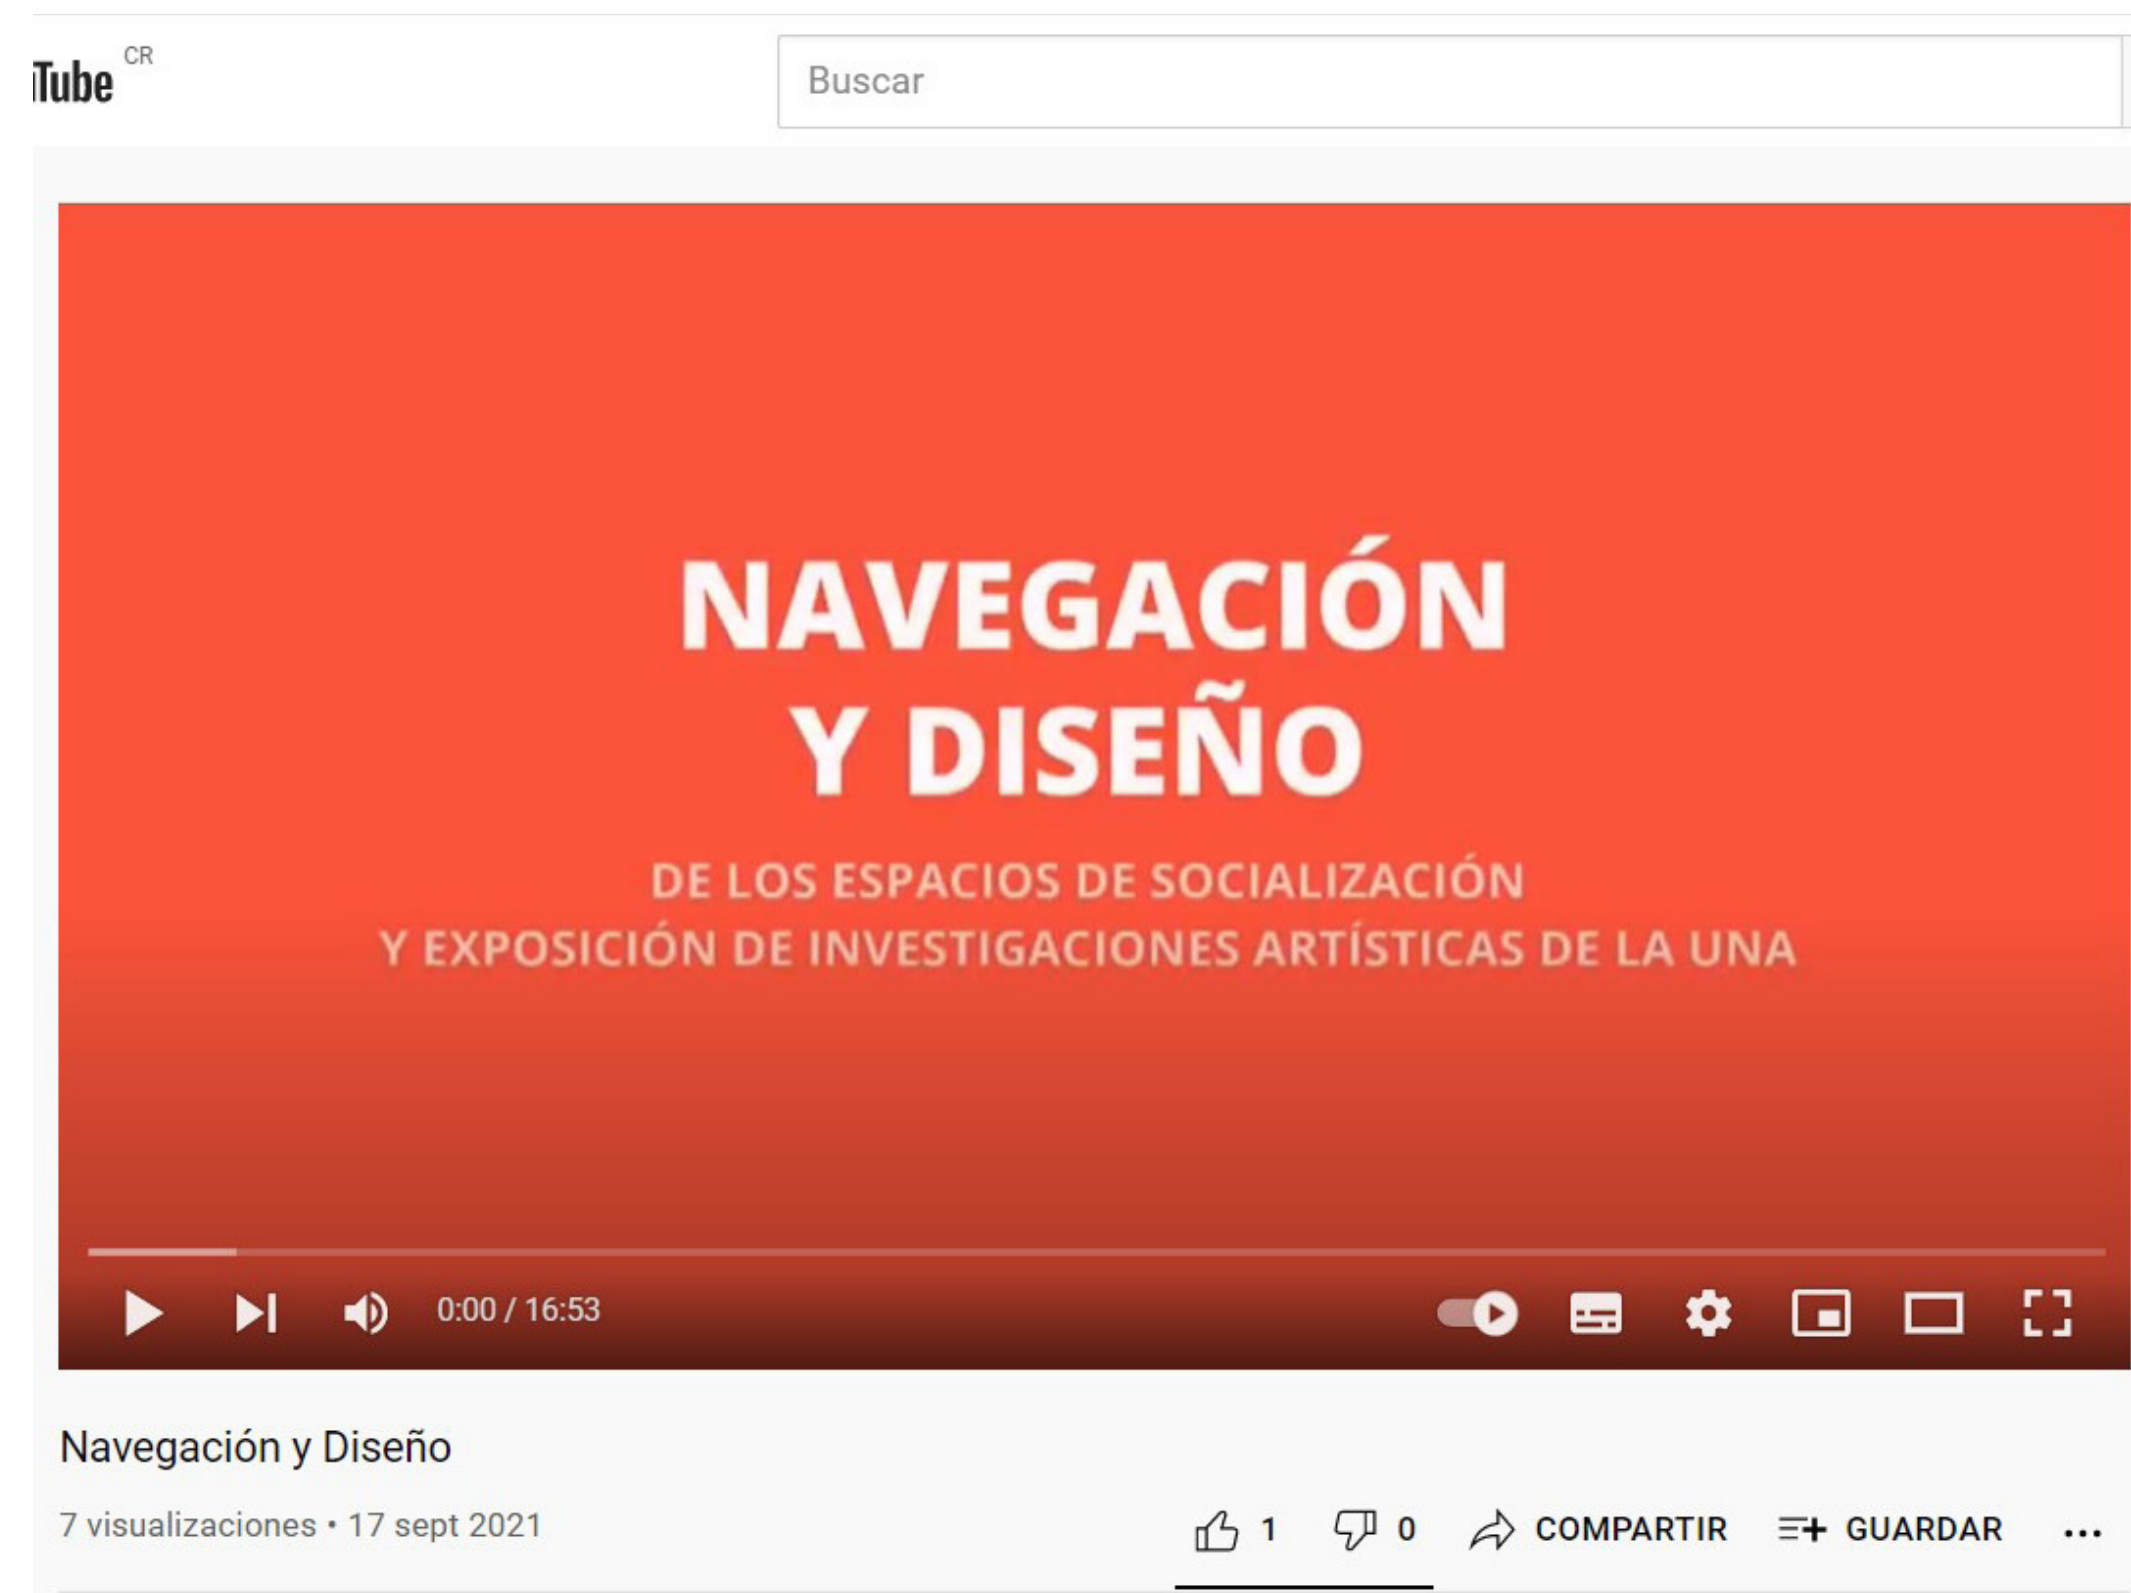 Tube CR
Buscar
NAVEGACIÓN
Y DISEÑO
DE LOS ESPACIOS DE SOCIALIZACIÓN
Y EXPOSICIÓN DE INVESTIGACIONES ARTÍSTICAS DE LA UNA
0:00 / 16:53
Navegación y Diseño
7 visualizaciones • 17 sept 2021
1 0 COMPARTIR GUARDAR ...